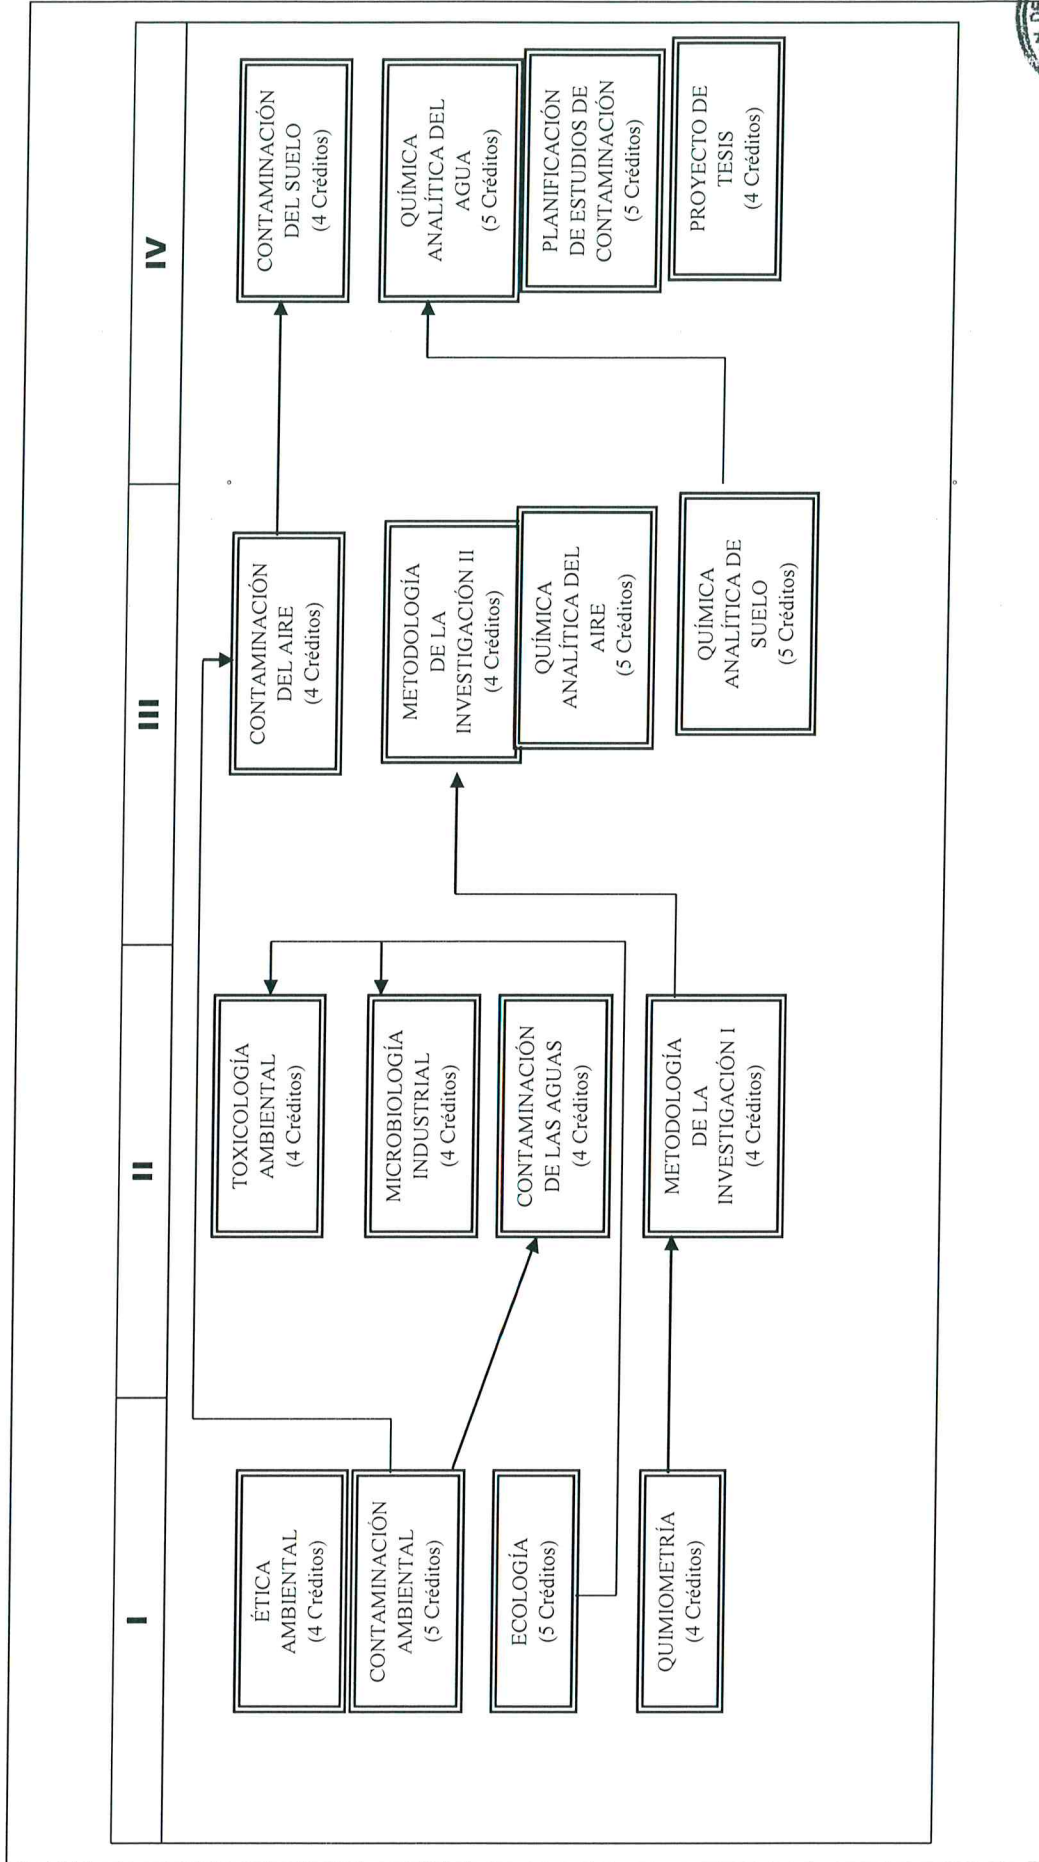 I
II
III
IV
ÉTICA
AMBIENTAL
(4 Créditos)
CONTAMINACIÓN
AMBIENTAL
(5 Créditos)
ECOLOGÍA
(5 Créditos)
QUIMIOMETRÍA
(4 Créditos)
TOXICOLOGÍA
AMBIENTAL
(4 Créditos)
MICROBIOLOGÍA
INDUSTRIAL
(4 Créditos)
CONTAMINACIÓN
DE LAS AGUAS
(4 Créditos)
METODOLOGÍA
DE LA
INVESTIGACIÓN I
(4 Créditos)
CONTAMINACIÓN
DEL AIRE
(4 Créditos)
METODOLOGÍA
DE LA
INVESTIGACIÓN II
(4 Créditos)
QUÍMICA
ANALÍTICA DEL
AIRE
(5 Créditos)
QUÍMICA
ANALÍTICA DE
SUELO
(5 Créditos)
CONTAMINACIÓN
DEL SUELO
(4 Créditos)
QUÍMICA
ANALÍTICA DEL
AGUA
(5 Créditos)
PLANIFICACIÓN
DE ESTUDIOS DE
CONTAMINACIÓN
(5 Créditos)
PROYECTO DE
TESIS
(4 Créditos)